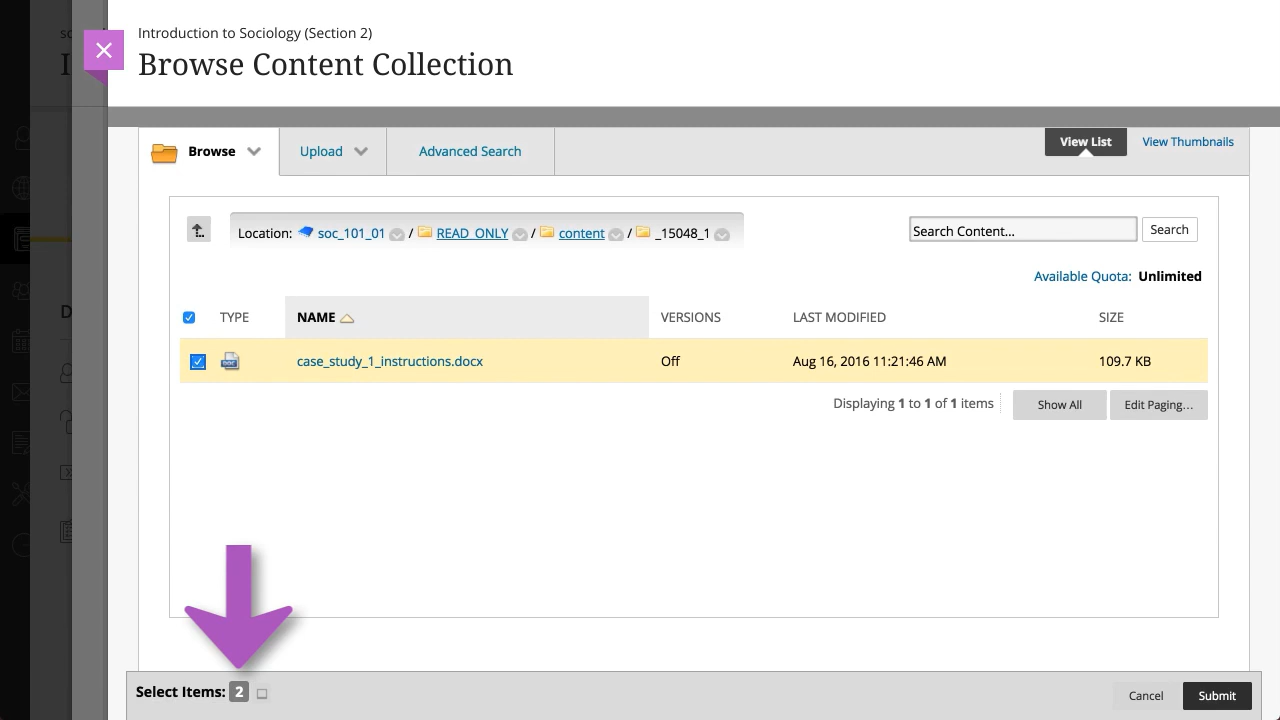 Introduction to Sociology (Section 2)
Browse Content Collection
Browse
Upload
Advanced Search
View List
View Thumbnails
Location: soc_101_01 / READ_ONLY / content / _15048_1
Search Content...
Search
Available Quota: Unlimited
TYPE NAME VERSIONS LAST MODIFIED SIZE
DOC case_study_1_instructions.docx Off Aug 16, 2016 11:21:46 AM 109.7 KB
Displaying 1 to 1 of 1 items
Show All
Edit Paging...
Select Items: 2
Cancel
Submit